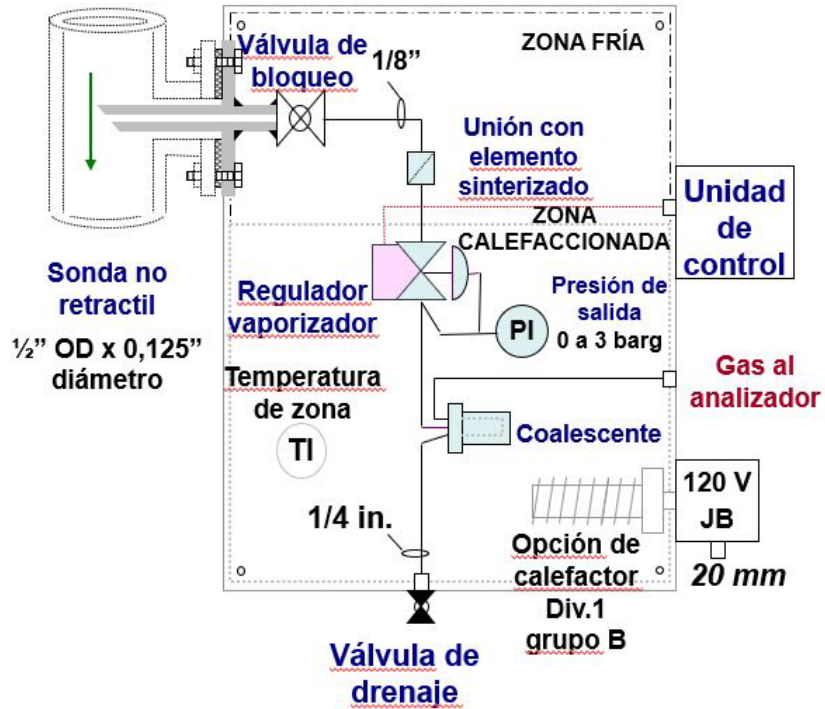 Válvula de
bloqueo
1/8”
ZONA FRÍA
Unión con
elemento
sinterizado
Unidad
de
control
ZONA
CALEFACCIONADA
Sonda no
retractil
½” OD x 0,125”
diámetro
Regulador
vaporizador
Presión de
salida
0 a 3 barg
PI
Temperatura
de zona
TI
Gas al
analizador
Coalescente
120 V
JB
20 mm
1/4 in.
Opción de
calefactor
Div.1
grupo B
Válvula de
drenaje